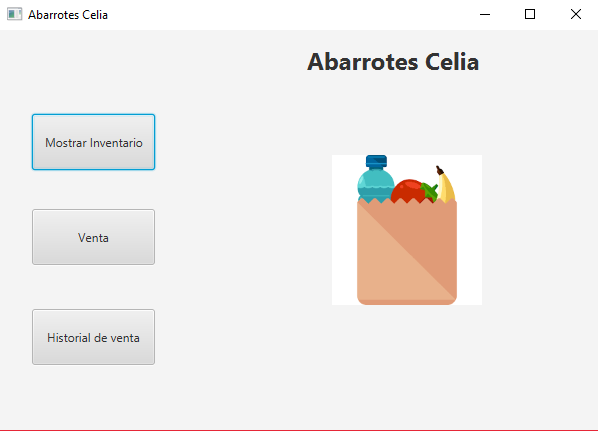 Abarrotes Celia
Abarrotes Celia
Mostrar Inventario
Venta
Historial de venta